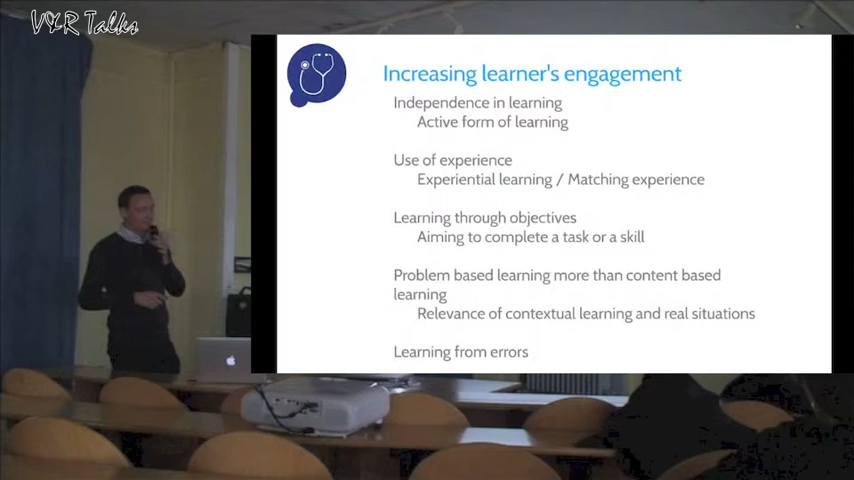 VXR Talks
Increasing learner's engagement
Independence in learning
Active form of learning
Use of experience
Experiential learning / Matching experience
Learning through objectives
Aiming to complete a task or a skill
Problem based learning more than content based
learning
Relevance of contextual learning and real situations
Learning from errors